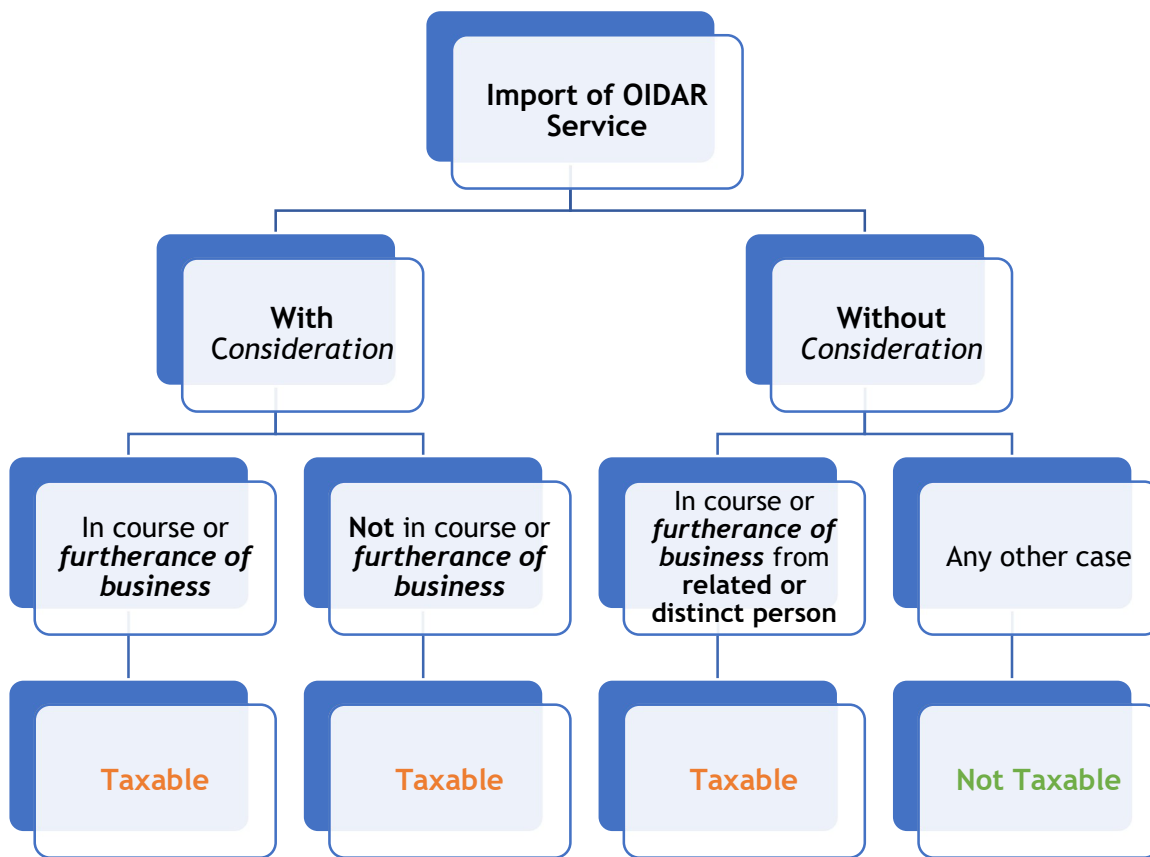 Import of OIDAR
Service
With
Consideration
Without
Consideration
In course or
furtherance of
business
Not in course or
furtherance of
business
In course or
furtherance of
business from
related or
distinct person
Any other case
Taxable
Taxable
Taxable
Not Taxable